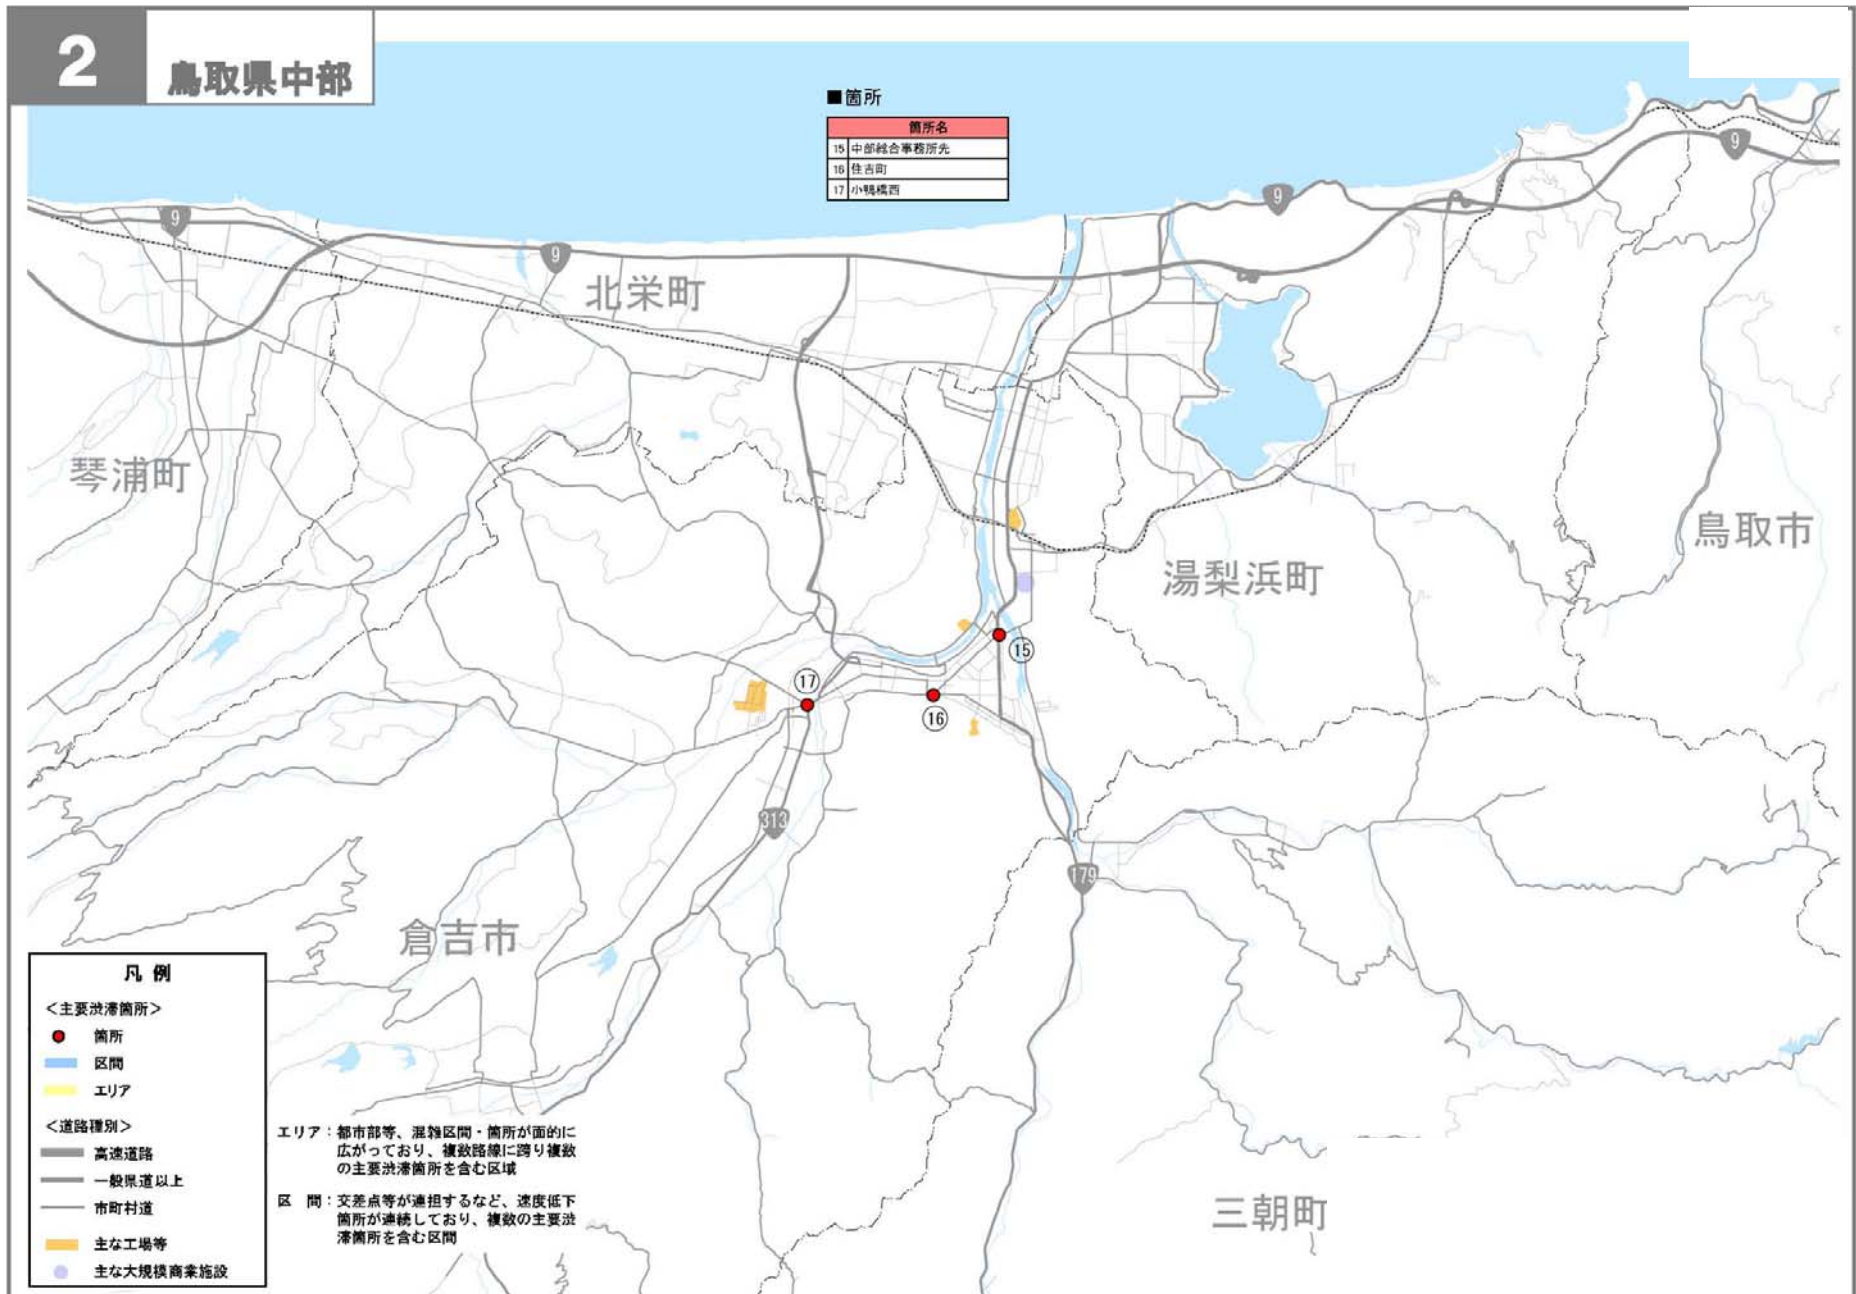 2
鳥取県中部
■箇所
箇所名
15 中部総合事務所先
16 住吉町
17 小鴨橋西
9
9
9
9
北栄町
琴浦町
鳥取市
湯梨浜町
15
17
16
313
179
倉吉市
三朝町
凡 例
<主要渋滞箇所>
箇所
区間
エリア
<道路種別>
高速道路
一般県道以上
市町村道
主な工場等
主な大規模商業施設
エリア：都市部等、混雑区間・箇所が面的に
広がっており、複数路線に跨り複数
の主要渋滞箇所を含む区域
区 間：交差点等が連担するなど、速度低下
箇所が連続しており、複数の主要渋
滞箇所を含む区間